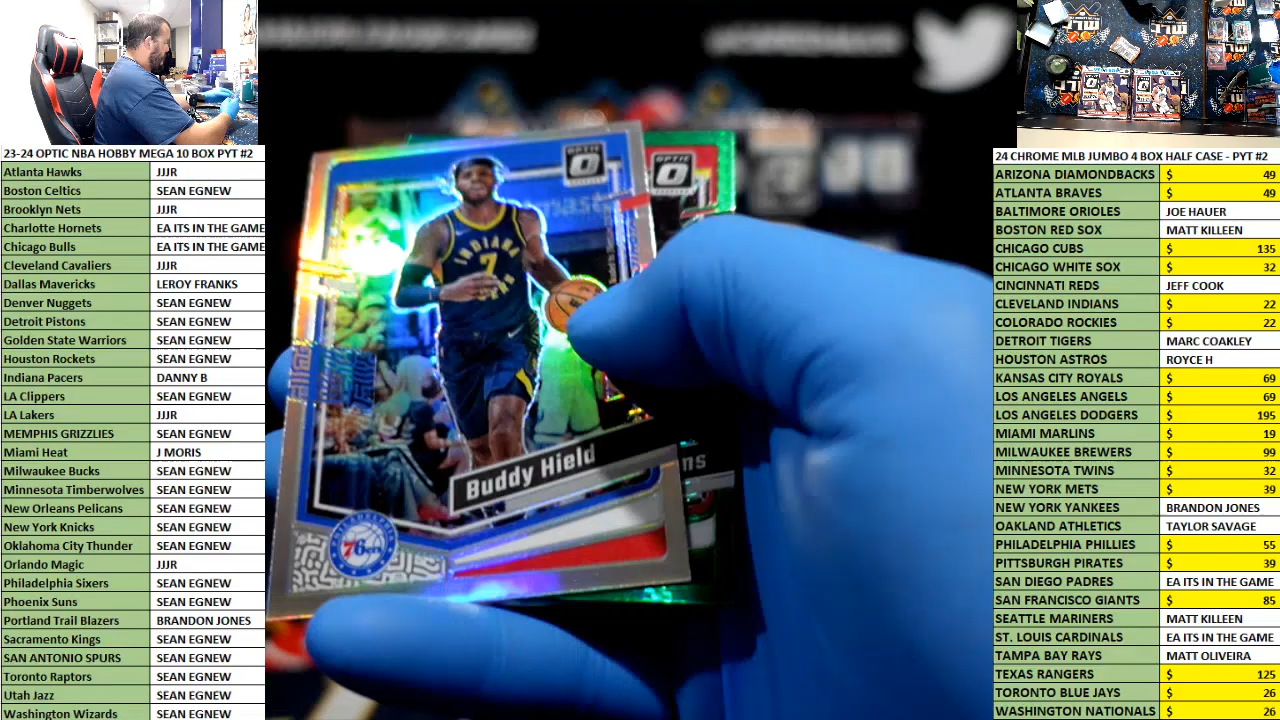 23-24 OPTIC NBA HOBBY MEGA 10 BOX PYT #2
Atlanta Hawks JJJR
Boston Celtics SEAN EGNEW
Brooklyn Nets JJJR
Charlotte Hornets EA ITS IN THE GAME
Chicago Bulls EA ITS IN THE GAME
Cleveland Cavaliers JJJR
Dallas Mavericks LEROY FRANKS
Denver Nuggets SEAN EGNEW
Detroit Pistons SEAN EGNEW
Golden State Warriors SEAN EGNEW
Houston Rockets SEAN EGNEW
Indiana Pacers DANNY B
LA Clippers SEAN EGNEW
LA Lakers JJJR
MEMPHIS GRIZZLIES SEAN EGNEW
Miami Heat J MORIS
Milwaukee Bucks SEAN EGNEW
Minnesota Timberwolves SEAN EGNEW
New Orleans Pelicans SEAN EGNEW
New York Knicks SEAN EGNEW
Oklahoma City Thunder SEAN EGNEW
Orlando Magic JJJR
Philadelphia Sixers SEAN EGNEW
Phoenix Suns SEAN EGNEW
Portland Trail Blazers BRANDON JONES
Sacramento Kings SEAN EGNEW
SAN ANTONIO SPURS SEAN EGNEW
Toronto Raptors SEAN EGNEW
Utah Jazz SEAN EGNEW
Washington Wizards SEAN EGNEW
OPTIC
OPTIC
INDIANA
7
Buddy Hield
ns
PHILADELPHIA
76ers
24 CHROME MLB JUMBO 4 BOX HALF CASE - PYT #2
ARIZONA DIAMONDBACKS $ 49
ATLANTA BRAVES $ 49
BALTIMORE ORIOLES JOE HAUER
BOSTON RED SOX MATT KILLEEN
CHICAGO CUBS $ 135
CHICAGO WHITE SOX $ 32
CINCINNATI REDS JEFF COOK
CLEVELAND INDIANS $ 22
COLORADO ROCKIES $ 22
DETROIT TIGERS MARC COAKLEY
HOUSTON ASTROS ROYCE H
KANSAS CITY ROYALS $ 69
LOS ANGELES ANGELS $ 69
LOS ANGELES DODGERS $ 195
MIAMI MARLINS $ 19
MILWAUKEE BREWERS $ 99
MINNESOTA TWINS $ 32
NEW YORK METS $ 39
NEW YORK YANKEES BRANDON JONES
OAKLAND ATHLETICS TAYLOR SAVAGE
PHILADELPHIA PHILLIES $ 55
PITTSBURGH PIRATES $ 39
SAN DIEGO PADRES EA ITS IN THE GAME
SAN FRANCISCO GIANTS $ 85
SEATTLE MARINERS MATT KILLEEN
ST. LOUIS CARDINALS EA ITS IN THE GAME
TAMPA BAY RAYS MATT OLIVEIRA
TEXAS RANGERS $ 125
TORONTO BLUE JAYS $ 26
WASHINGTON NATIONALS $ 26